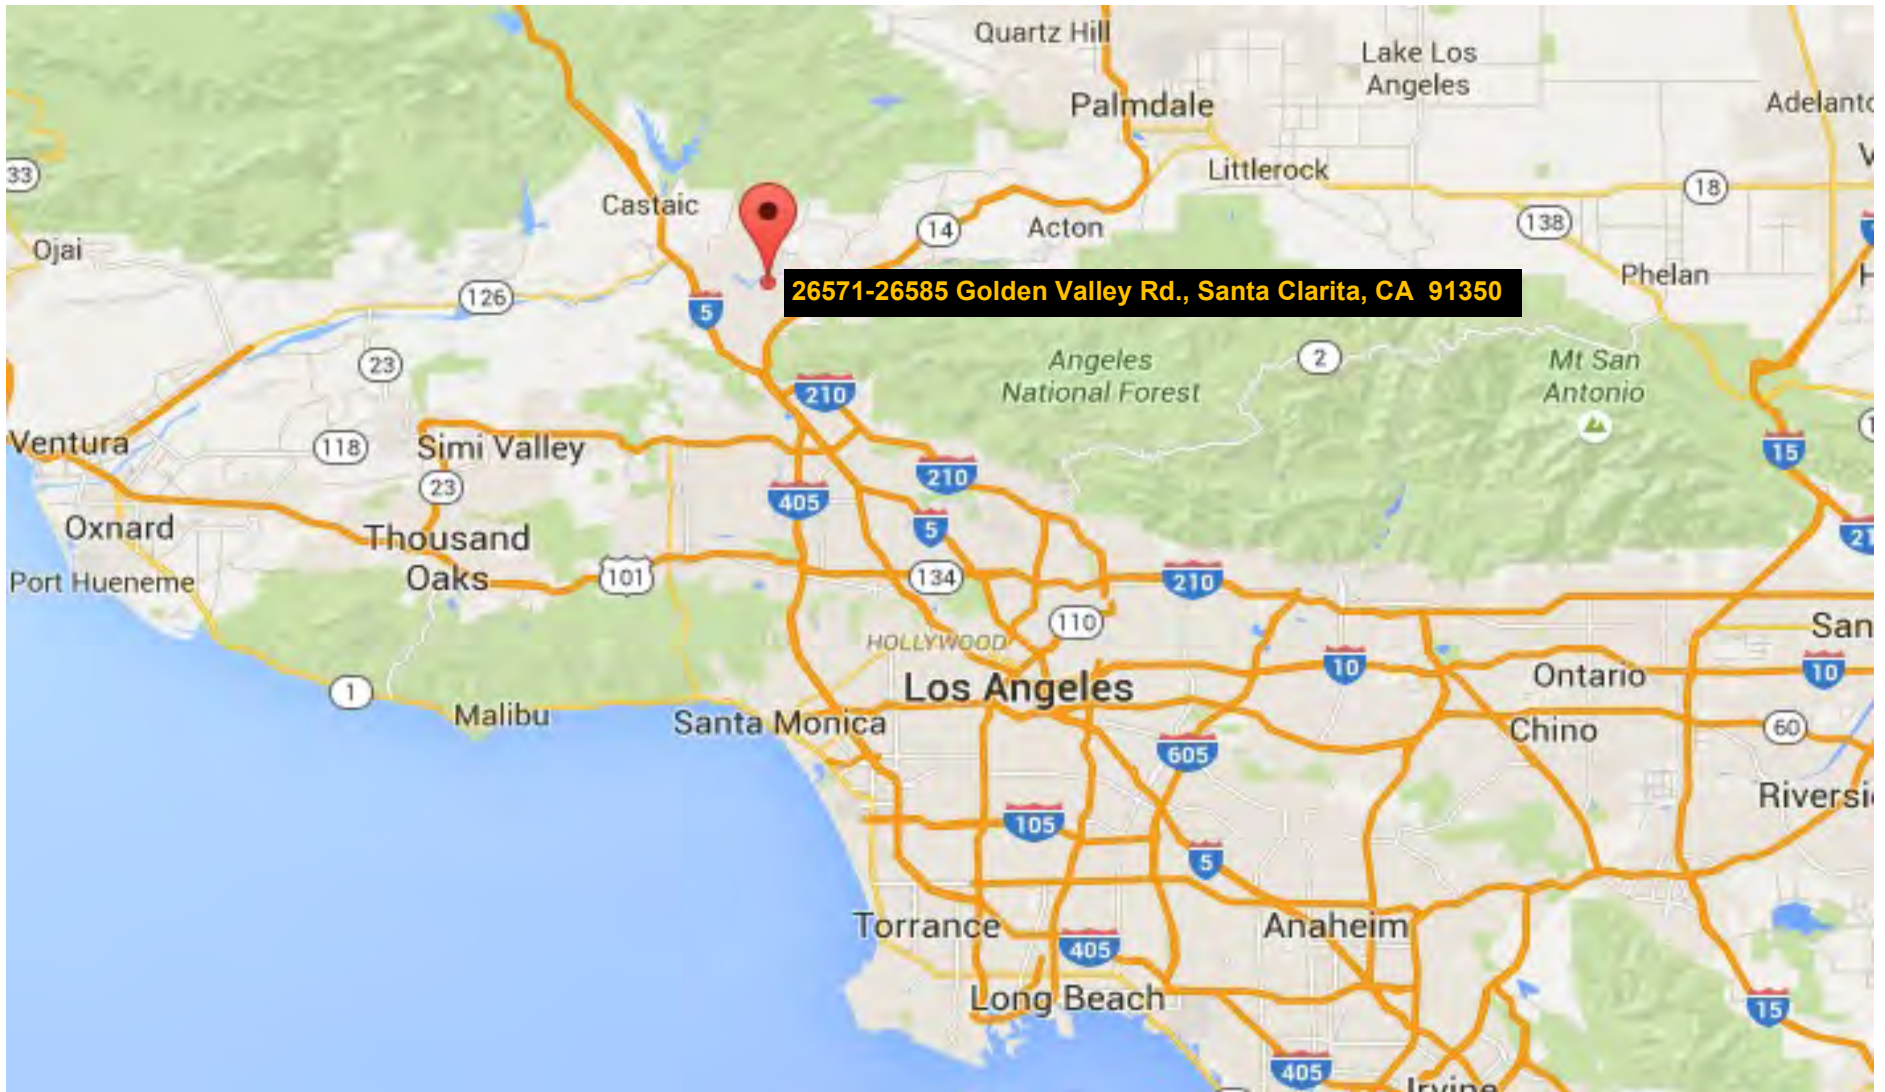 Quartz Hill
Lake Los
Angeles
Palmdale
Adelanto
33
Littlerock
18
Castaic
14
Acton
138
Ojai
Phelan
126
26571-26585 Golden Valley Rd., Santa Clarita, CA  91350
5
Angeles
National Forest
2
Mt San
Antonio
23
210
Ventura
118
Simi Valley
15
210
23
405
Oxnard
Thousand
Oaks
5
21
Port Hueneme
101
134
210
110
HOLLYWOOD
San
10
Ontario
10
Los Angeles
1
Malibu
Santa Monica
Chino
60
605
Riversi
105
5
Torrance
Anaheim
405
Long Beach
15
405
Irvine